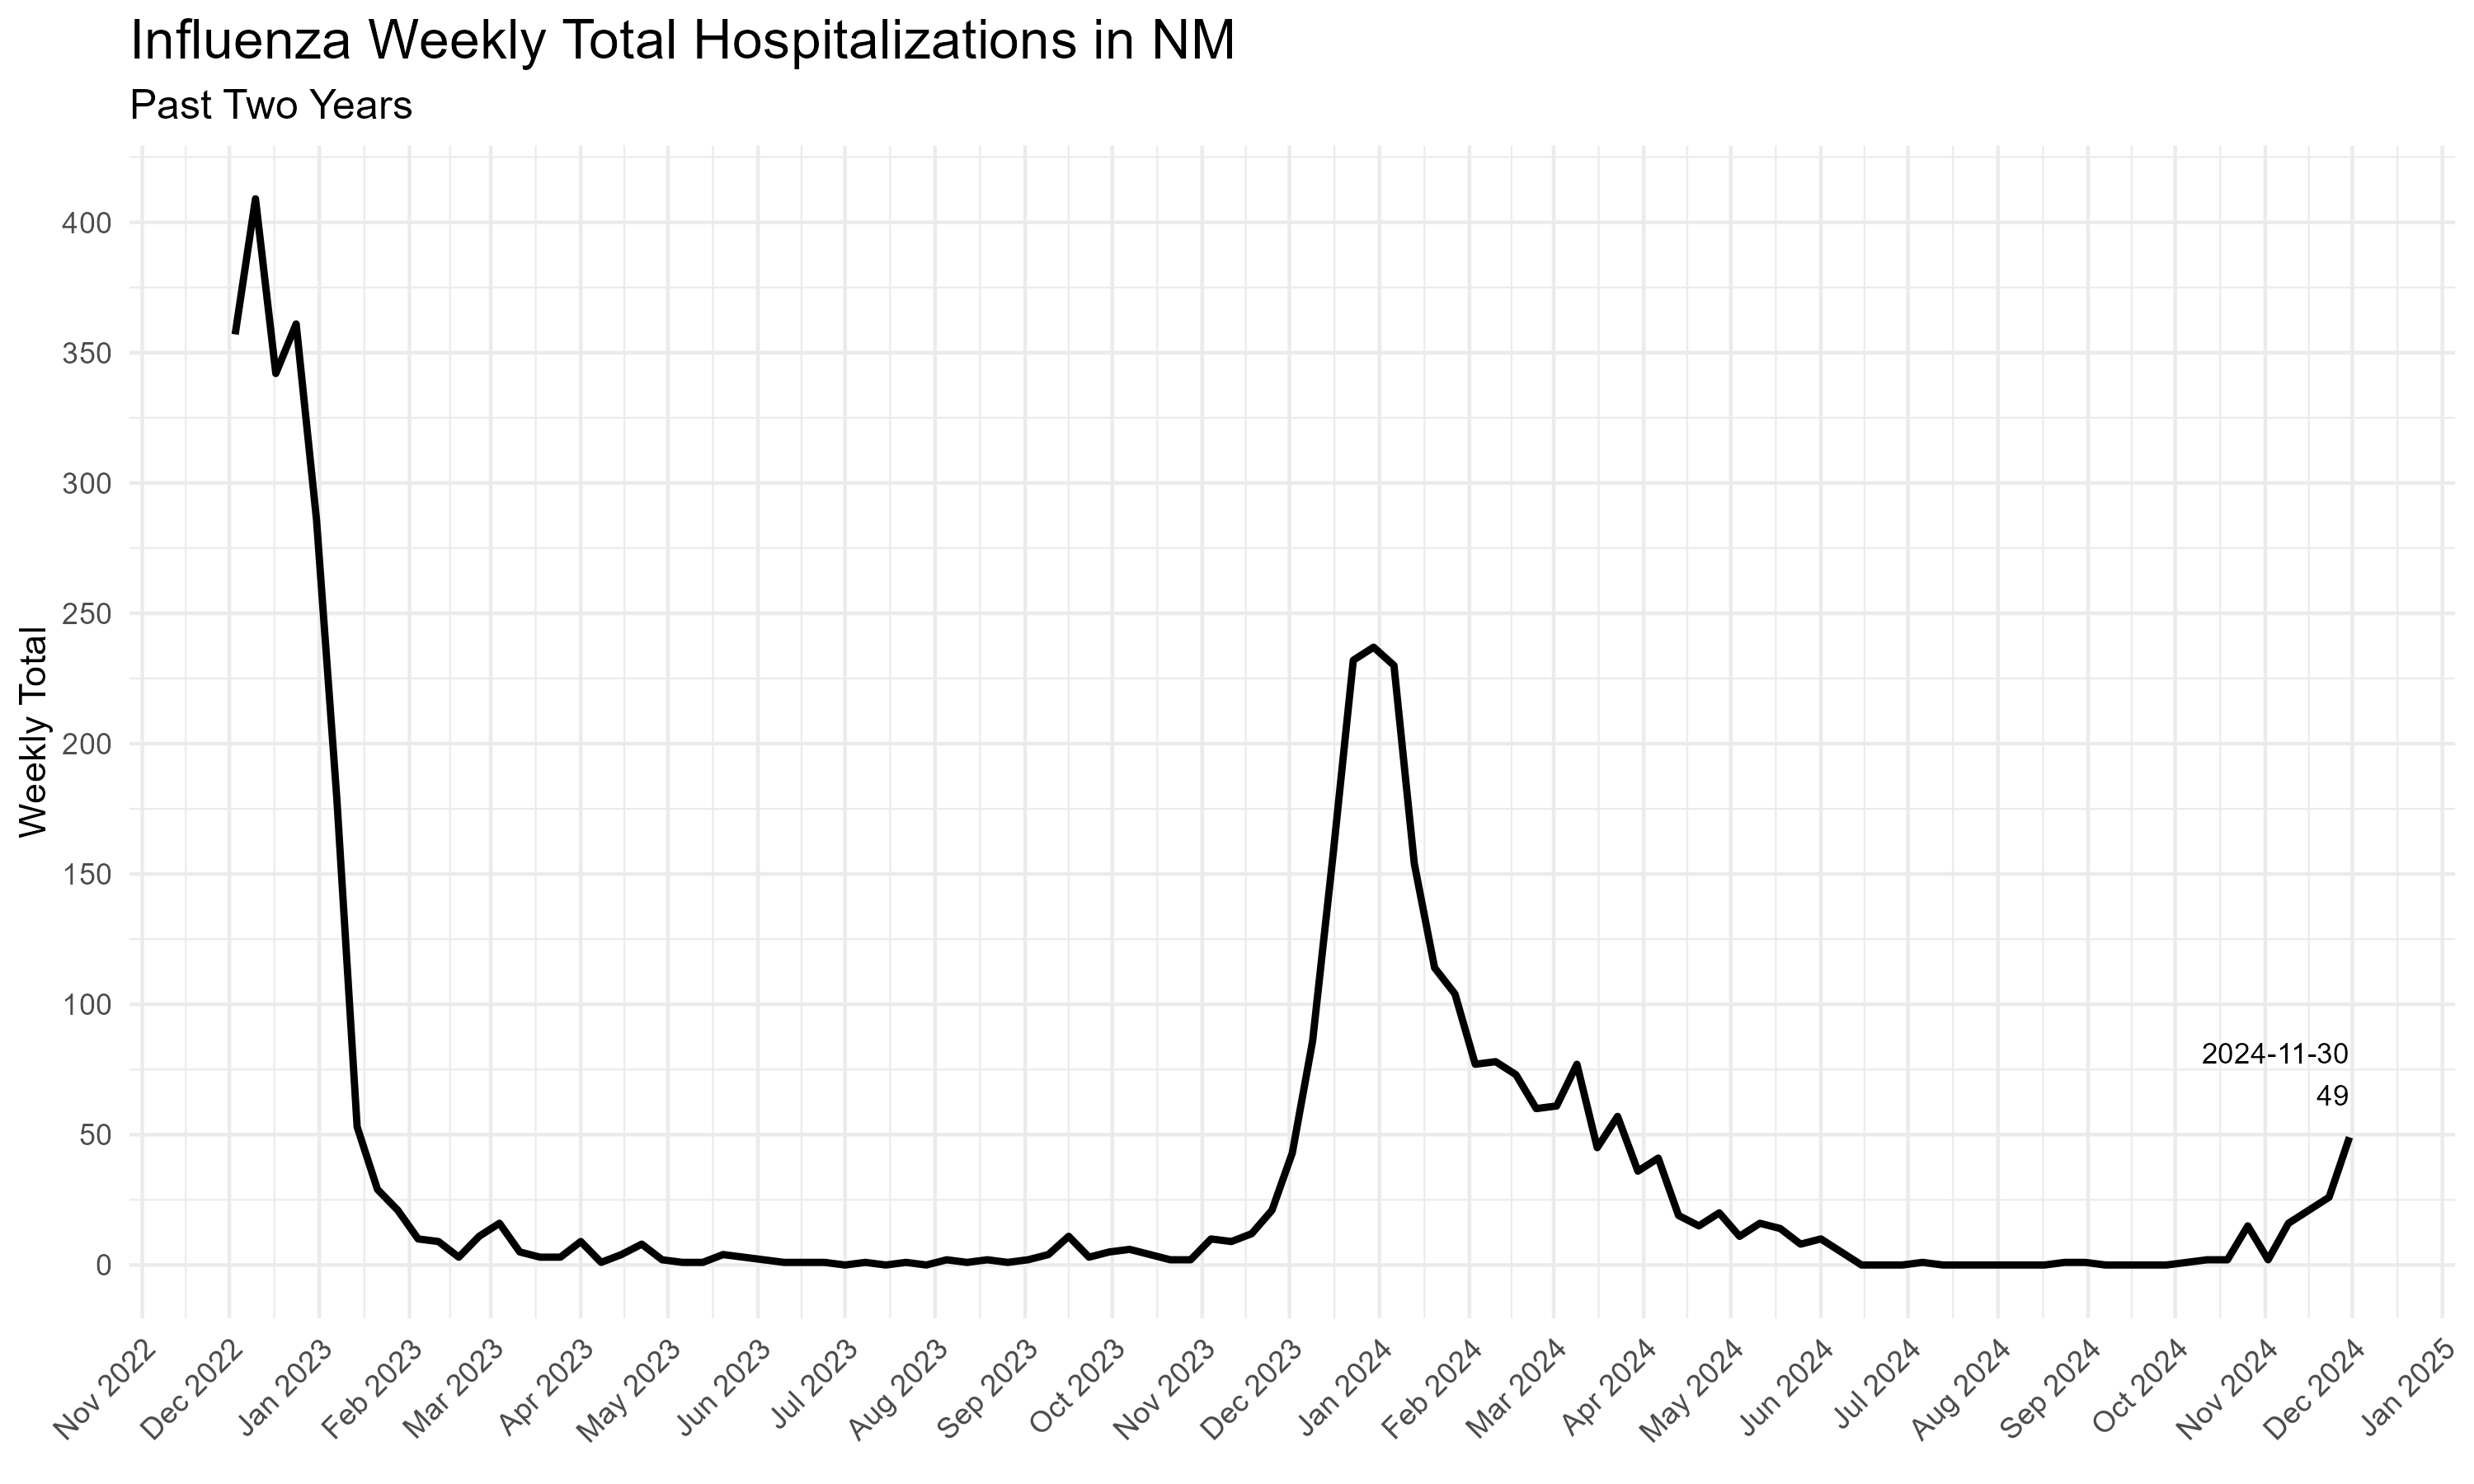 Influenza Weekly Total Hospitalizations in NM
Past Two Years
Weekly Total
400
350
300
250
200
150
100
50
0
2024-11-30
49
Nov 2022
Dec 2022
Jan 2023
Feb 2023
Mar 2023
Apr 2023
May 2023
Jun 2023
Jul 2023
Aug 2023
Sep 2023
Oct 2023
Nov 2023
Dec 2023
Jan 2024
Feb 2024
Mar 2024
Apr 2024
May 2024
Jun 2024
Jul 2024
Aug 2024
Sep 2024
Oct 2024
Nov 2024
Dec 2024
Jan 2025